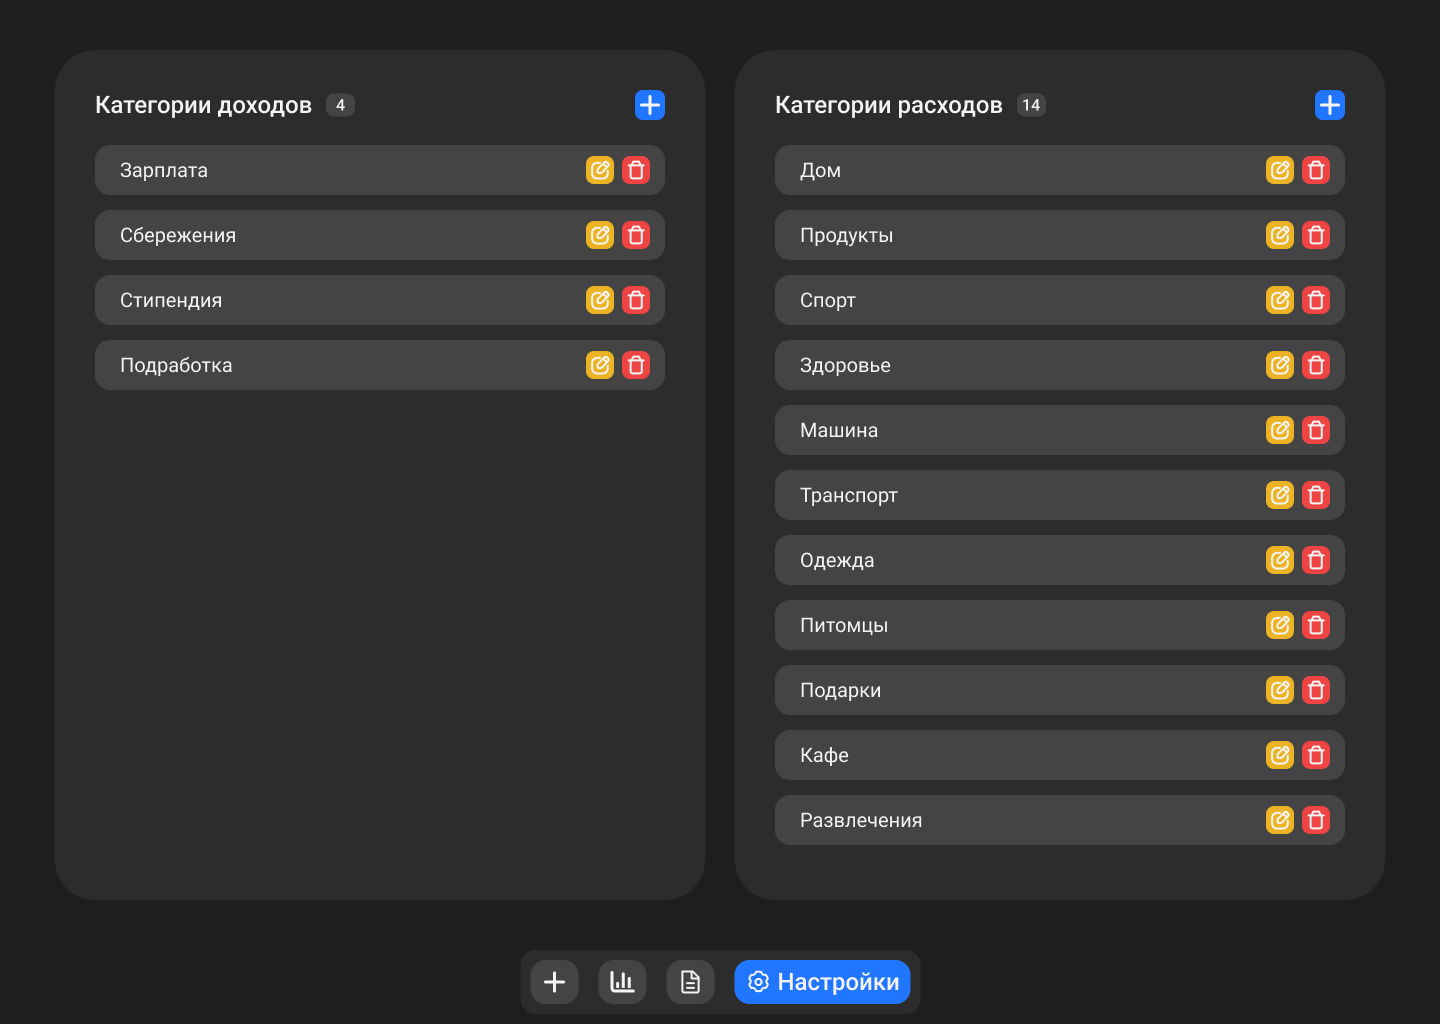 Категории доходов 4
Зарплата
Сбережения
Стипендия
Подработка
Категории расходов 14
Дом
Продукты
Спорт
Здоровье
Машина
Транспорт
Одежда
Питомцы
Подарки
Кафе
Развлечения
Настройки